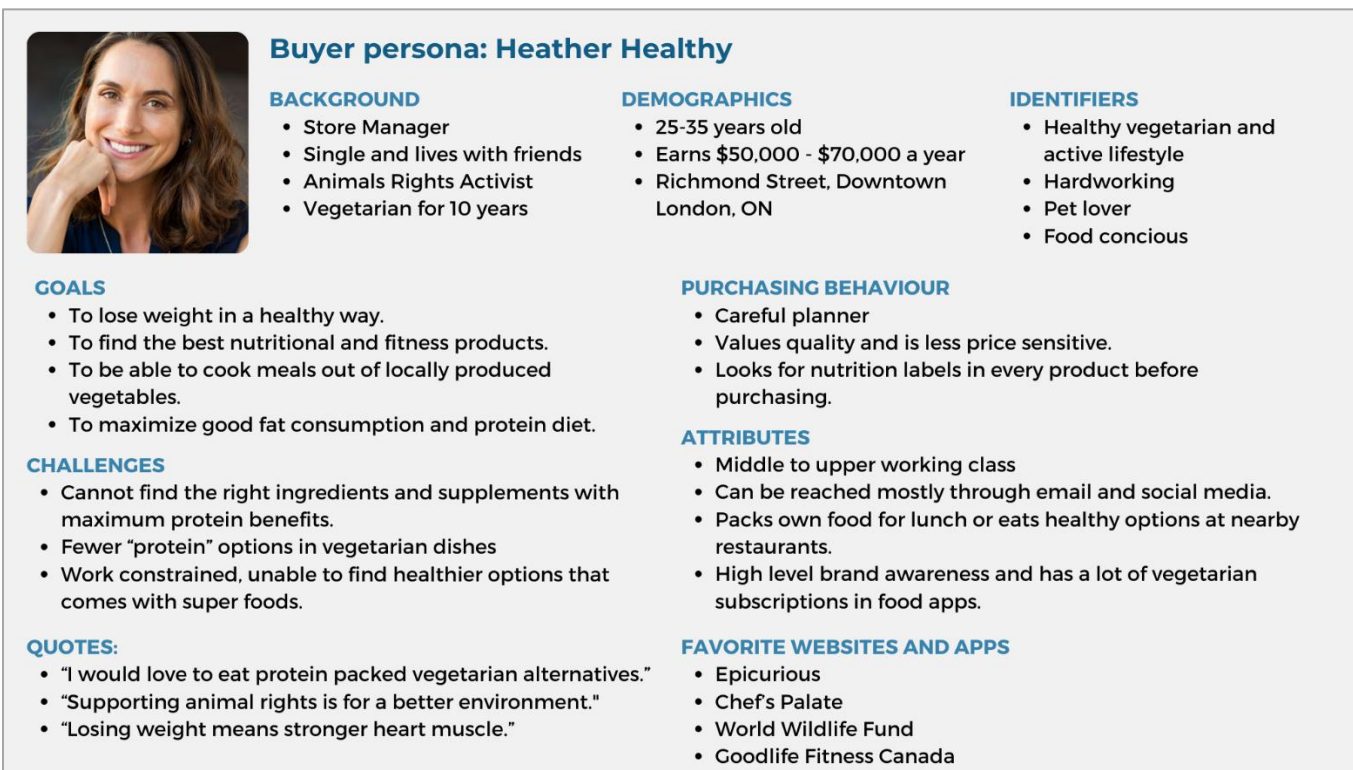 Buyer persona: Heather Healthy
BACKGROUND
• Store Manager
• Single and lives with friends
• Animals Rights Activist
• Vegetarian for 10 years
DEMOGRAPHICS
• 25-35 years old
• Earns $50,000 - $70,000 a year
• Richmond Street, Downtown
London, ON
IDENTIFIERS
• Healthy vegetarian and
active lifestyle
• Hardworking
• Pet lover
• Food concious
GOALS
• To lose weight in a healthy way.
• To find the best nutritional and fitness products.
• To be able to cook meals out of locally produced
vegetables.
• To maximize good fat consumption and protein diet.
CHALLENGES
• Cannot find the right ingredients and supplements with
maximum protein benefits.
• Fewer “protein” options in vegetarian dishes
• Work constrained, unable to find healthier options that
comes with super foods.
QUOTES:
• “I would love to eat protein packed vegetarian alternatives.”
• “Supporting animal rights is for a better environment."
• “Losing weight means stronger heart muscle.”
PURCHASING BEHAVIOUR
• Careful planner
• Values quality and is less price sensitive.
• Looks for nutrition labels in every product before
purchasing.
ATTRIBUTES
• Middle to upper working class
• Can be reached mostly through email and social media.
• Packs own food for lunch or eats healthy options at nearby
restaurants.
• High level brand awareness and has a lot of vegetarian
subscriptions in food apps.
FAVORITE WEBSITES AND APPS
• Epicurious
• Chef’s Palate
• World Wildlife Fund
• Goodlife Fitness Canada